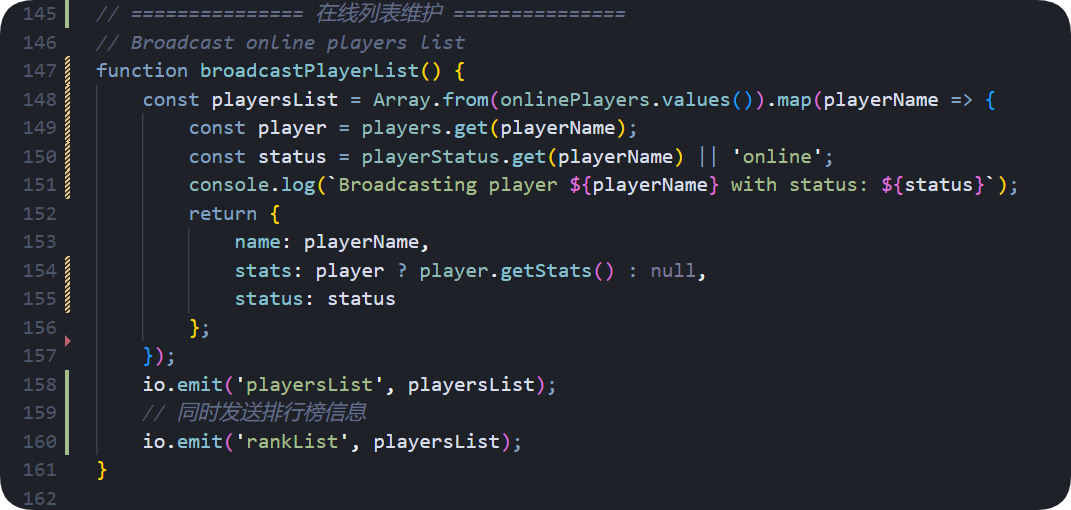 145 // =============== 在线列表维护 ===============
146 // Broadcast online players list
147 function broadcastPlayerList() {
148     const playersList = Array.from(onlinePlayers.values()).map(playerName => {
149         const player = players.get(playerName);
150         const status = playerStatus.get(playerName) || 'online';
151         console.log(`Broadcasting player ${playerName} with status: ${status}`);
152         return {
153             name: playerName,
154             stats: player ? player.getStats() : null,
155             status: status
156         };
157     });
158     io.emit('playersList', playersList);
159     // 同时发送排行榜信息
160     io.emit('rankList', playersList);
161 }
162